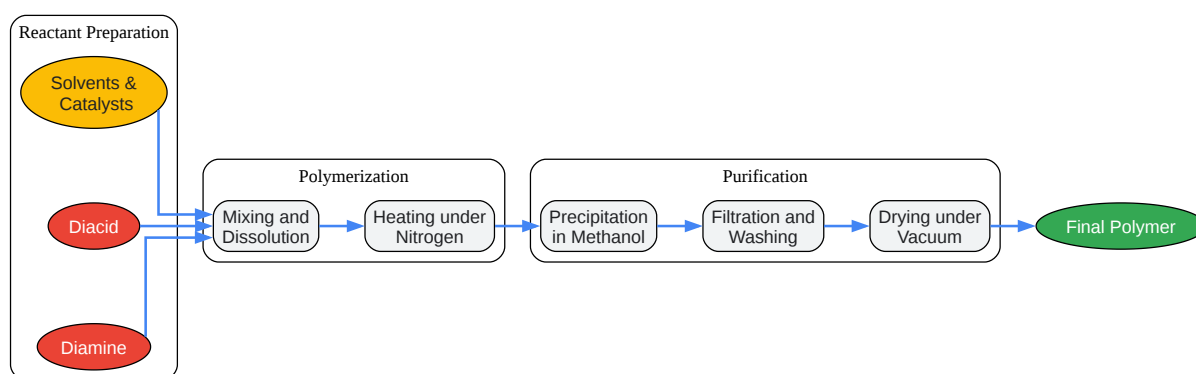 Reactant Preparation
Solvents &
Catalysts
Diacid
Diamine
Polymerization
Mixing and
Dissolution
Heating under
Nitrogen
Purification
Precipitation
in Methanol
Filtration and
Washing
Drying under
Vacuum
Final Polymer